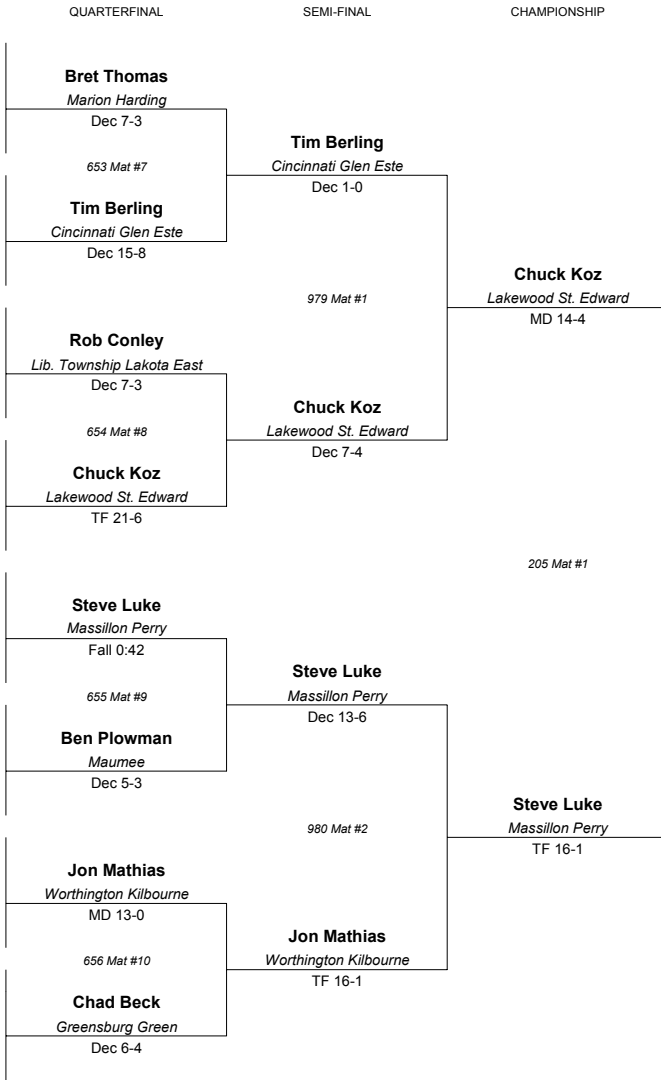 QUARTERFINAL SEMI-FINAL CHAMPIONSHIP
Bret Thomas
Marion Harding
Dec 7-3
653 Mat #7
Tim Berling
Cincinnati Glen Este
Dec 15-8
Rob Conley
Lib. Township Lakota East
Dec 7-3
654 Mat #8
Chuck Koz
Lakewood St. Edward
TF 21-6
Steve Luke
Massillon Perry
Fall 0:42
655 Mat #9
Ben Plowman
Maumee
Dec 5-3
Jon Mathias
Worthington Kilbourne
MD 13-0
656 Mat #10
Chad Beck
Greensburg Green
Dec 6-4
Tim Berling
Cincinnati Glen Este
Dec 1-0
979 Mat #1
Chuck Koz
Lakewood St. Edward
Dec 7-4
Steve Luke
Massillon Perry
Dec 13-6
980 Mat #2
Jon Mathias
Worthington Kilbourne
TF 16-1
Chuck Koz
Lakewood St. Edward
MD 14-4
205 Mat #1
Steve Luke
Massillon Perry
TF 16-1